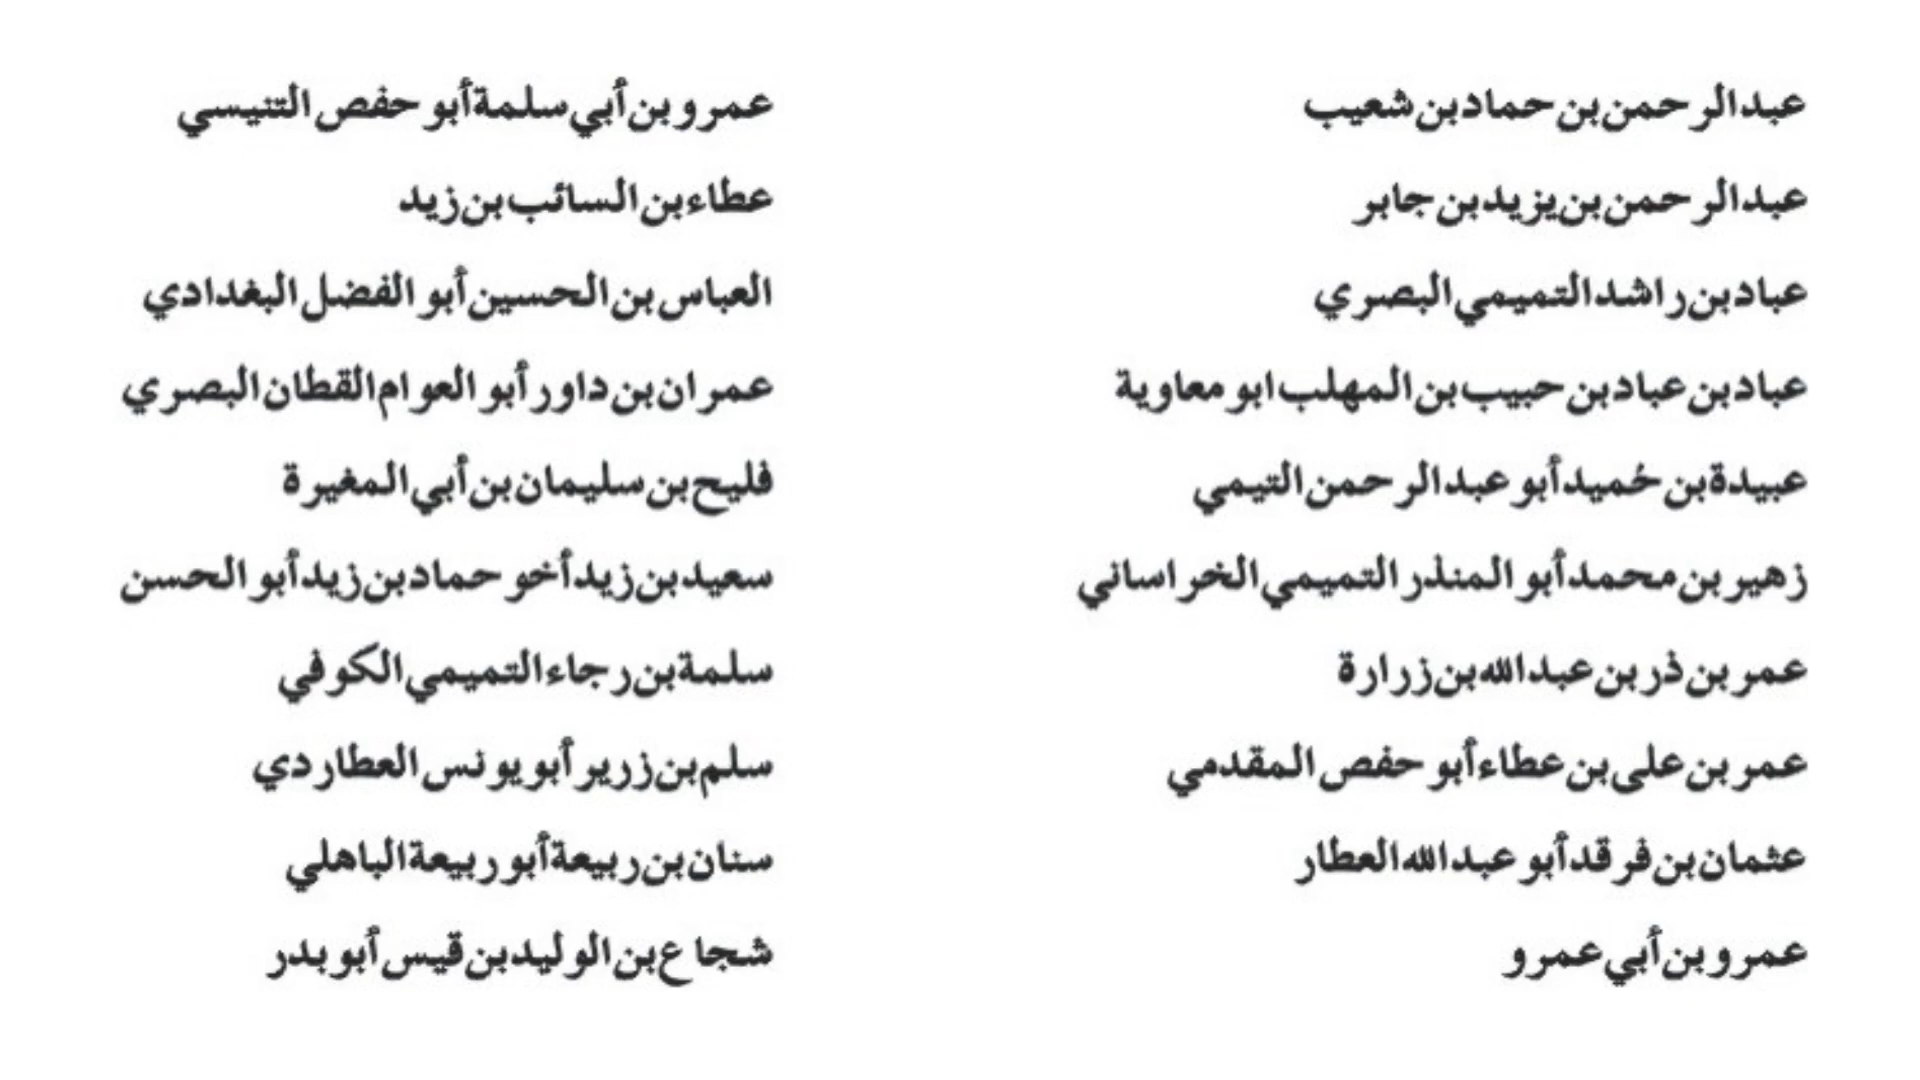 عبدالرحمن بن حماد بن شعيب
عبدالرحمن بن يزيد بن جابر
عباد بن راشد التميمي البصري
عباد بن عباد بن حبيب بن المهلب ابو معاوية
عبيدة بن حُميد أبو عبدالرحمن التيمي
زهير بن محمد أبو المنذر التميمي الخراساني
عمر بن ذر بن عبدالله بن زرارة
عمر بن على بن عطاء أبو حفص المقدمي
عثمان بن فرقد أبو عبدالله العطار
عمرو بن أبي عمرو
عمرو بن أبي سلمة أبو حفص التنيسي
عطاء بن السائب بن زيد
العباس بن الحسين أبو الفضل البغدادي
عمران بن داور أبو العوام القطان البصري
فليح بن سليمان بن أبي المغيرة
سعيد بن زيد أخو حماد بن زيد أبو الحسن
سلمة بن رجاء التميمي الكوفي
سلم بن زرير أبو يونس العطاردي
سنان بن ربيعة أبو ربيعة الباهلي
شجاع بن الوليد بن قيس أبو بدر